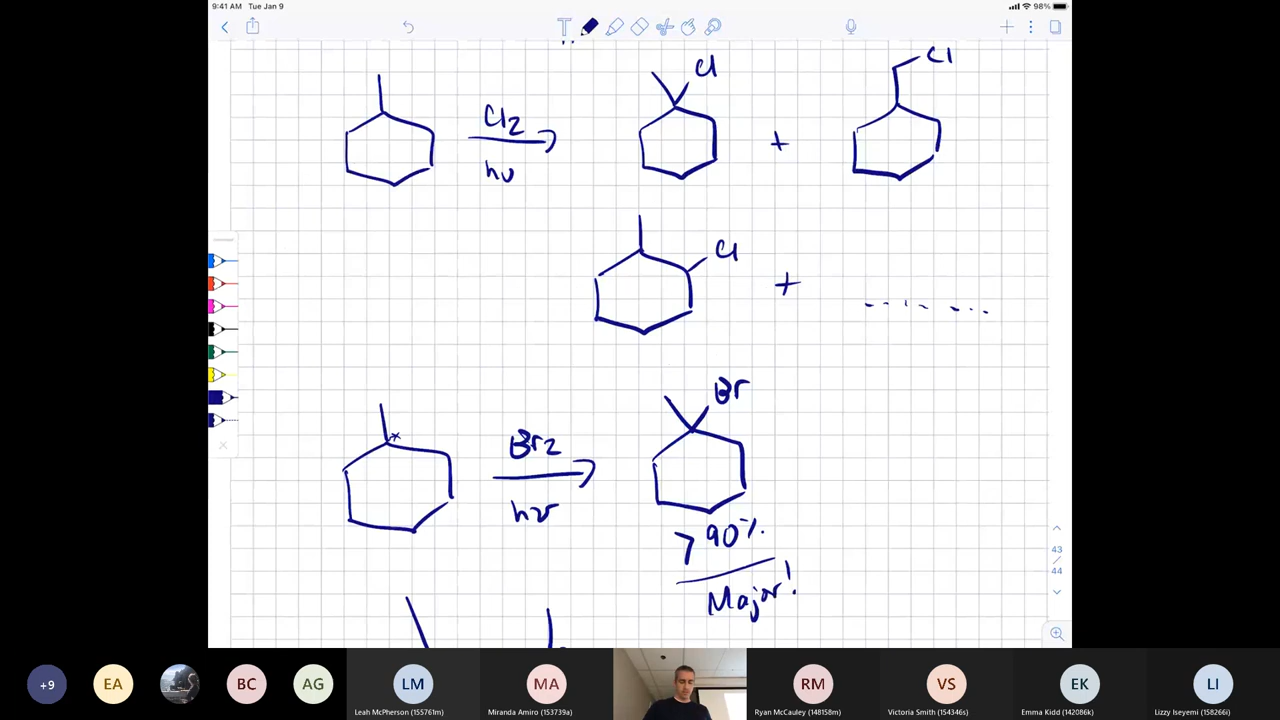 9:41 AM Tue Jan 9
98%
T
Cl
Cl
Cl2
hν
+
Cl
+
Br
Br2
hν
>90%
Major!
43
44
+9
EA
BC
AG
LM
MA
RM
VS
EK
LI
Leah McPherson (155761m)
Miranda Amiro (153739a)
Ryan McCauley (148158m)
Victoria Smith (154346s)
Emma Kidd (142086k)
Lizzy Iseyemi (158266i)